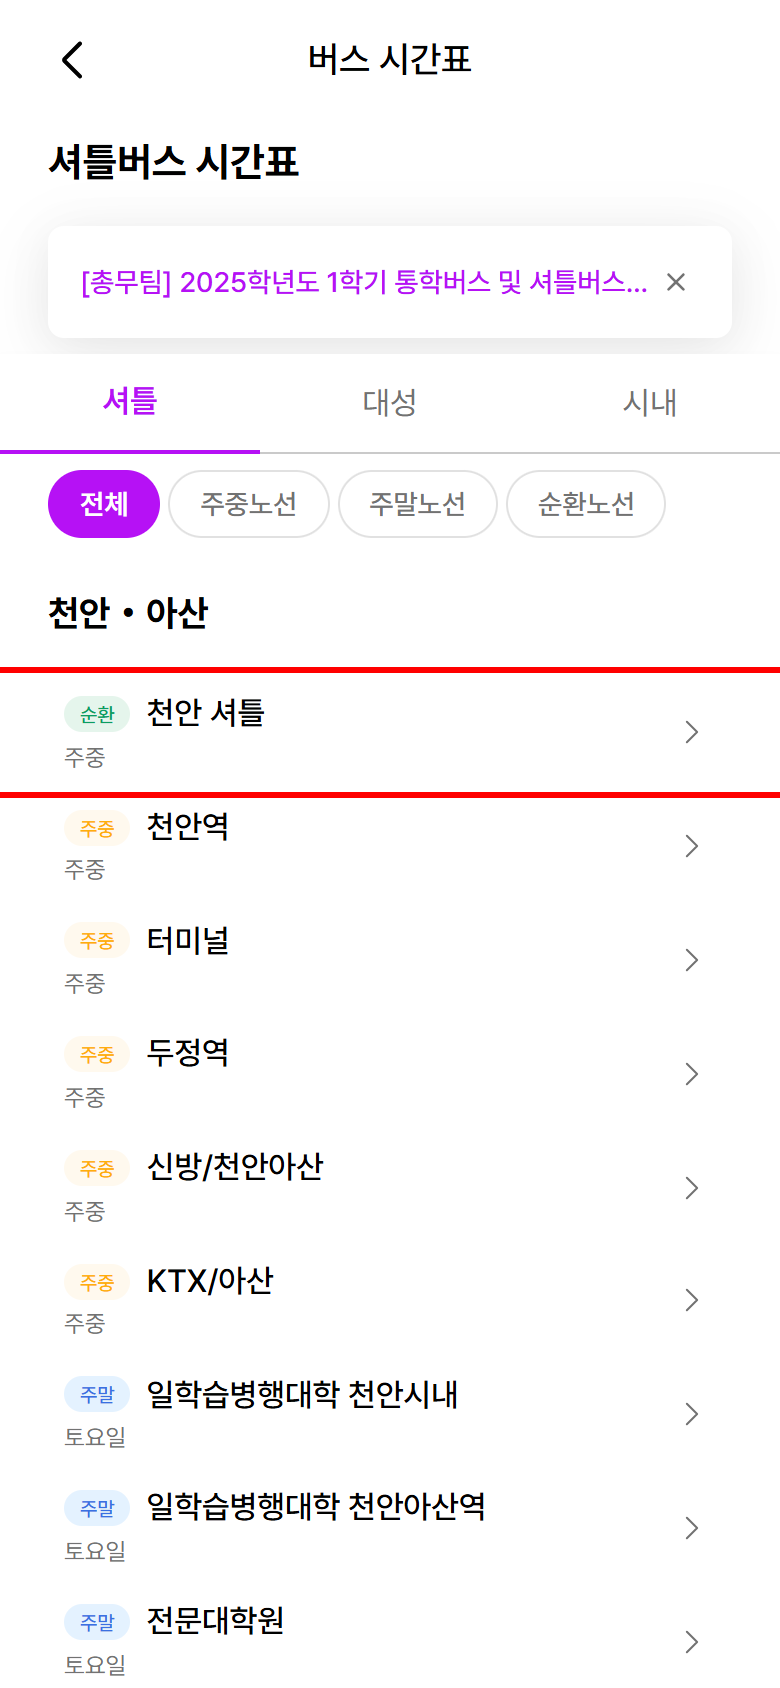 버스 시간표
셔틀버스 시간표
[총무팀] 2025학년도 1학기 통학버스 및 셔틀버스...
셔틀 대성 시내
전체 주중노선 주말노선 순환노선
천안 • 아산
순환 천안 셔틀
주중
주중 천안역
주중
주중 터미널
주중
주중 두정역
주중
주중 신방/천안아산
주중
주중 KTX/아산
주중
주말 일학습병행대학 천안시내
토요일
주말 일학습병행대학 천안아산역
토요일
주말 전문대학원
토요일